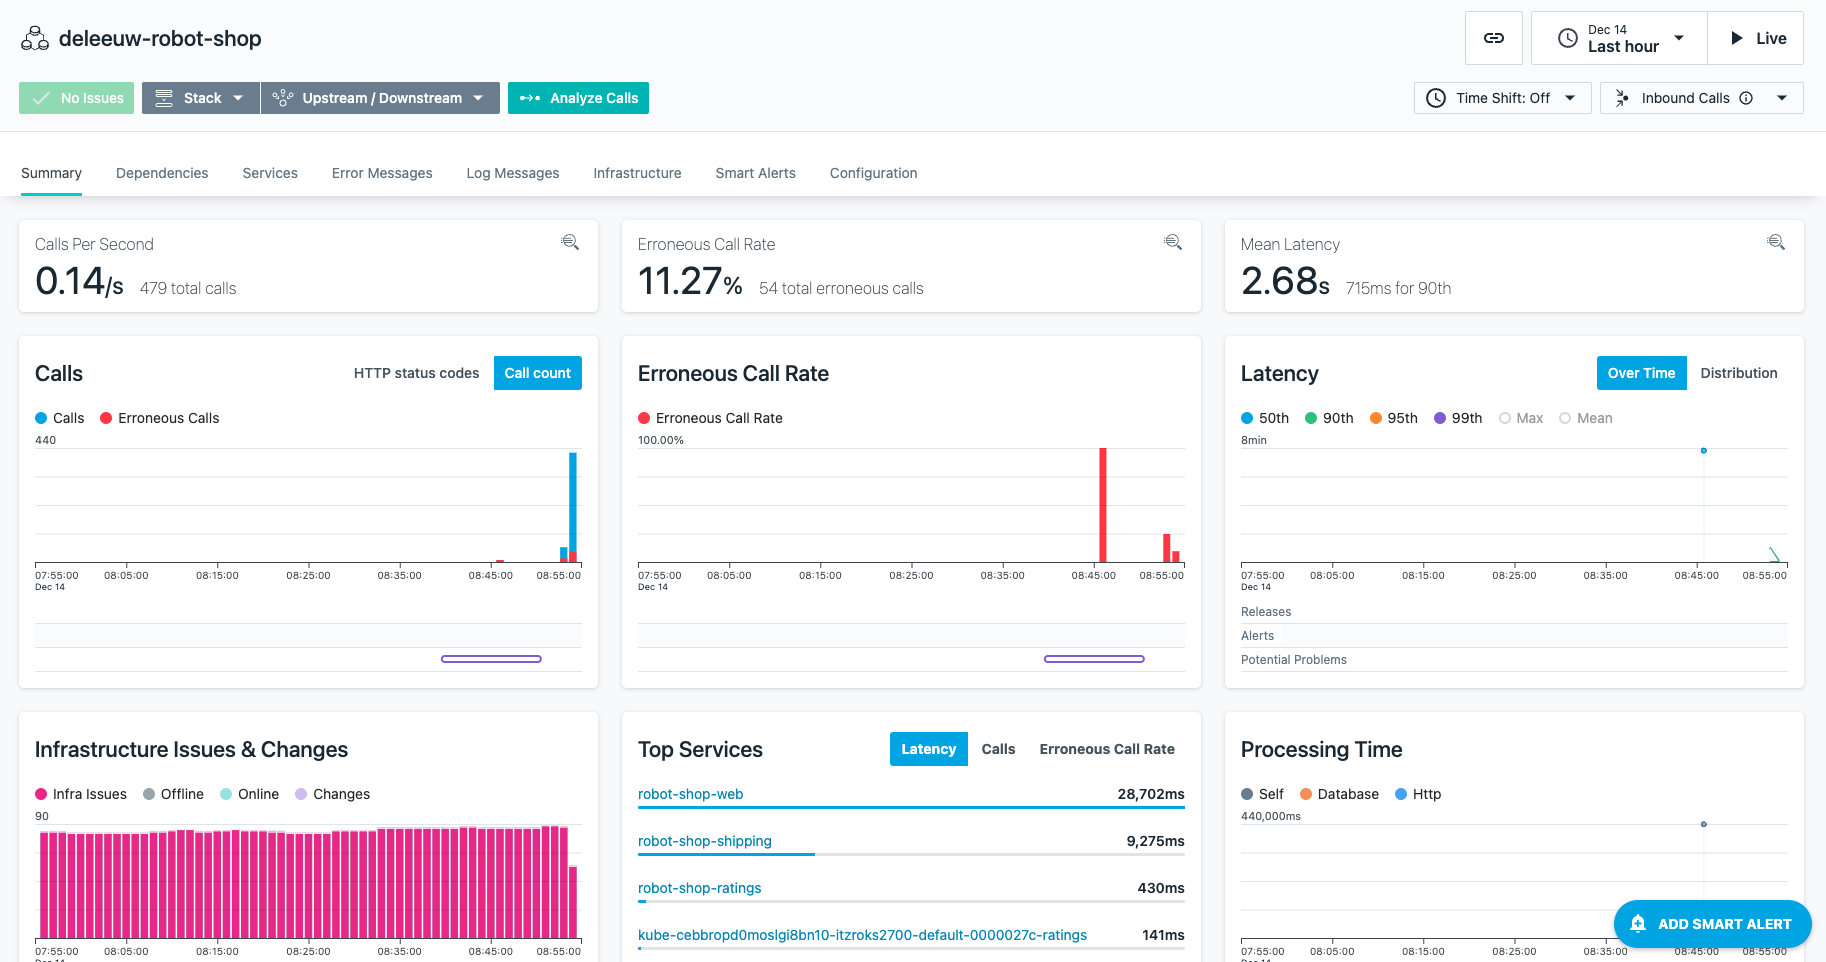 deleeuw-robot-shop
Dec 14
Last hour
Live
No Issues
Stack
Upstream / Downstream
Analyze Calls
Time Shift: Off
Inbound Calls
Summary
Dependencies
Services
Error Messages
Log Messages
Infrastructure
Smart Alerts
Configuration
Calls Per Second
0.14/s 479 total calls
Erroneous Call Rate
11.27% 54 total erroneous calls
Mean Latency
2.68s 715ms for 90th
Calls
HTTP status codes
Call count
Calls Erroneous Calls
440
07:55:00 08:05:00 08:15:00 08:25:00 08:35:00 08:45:00 08:55:00
Dec 14
Erroneous Call Rate
Erroneous Call Rate
100.00%
07:55:00 08:05:00 08:15:00 08:25:00 08:35:00 08:45:00 08:55:00
Dec 14
Latency
Over Time
Distribution
50th 90th 95th 99th Max Mean
8min
07:55:00 08:05:00 08:15:00 08:25:00 08:35:00 08:45:00 08:55:00
Dec 14
Releases
Alerts
Potential Problems
Infrastructure Issues & Changes
Infra Issues Offline Online Changes
90
07:55:00 08:05:00 08:15:00 08:25:00 08:35:00 08:45:00 08:55:00
Dec 14
Top Services
Latency
Calls
Erroneous Call Rate
robot-shop-web 28,702ms
robot-shop-shipping 9,275ms
robot-shop-ratings 430ms
kube-cebbropd0moslgi8bn10-itzroks2700-default-0000027c-ratings 141ms
Processing Time
Self Database Http
440,000ms
07:55:00 08:05:00 08:15:00 08:25:00 08:35:00 08:45:00 08:55:00
Dec 14
ADD SMART ALERT